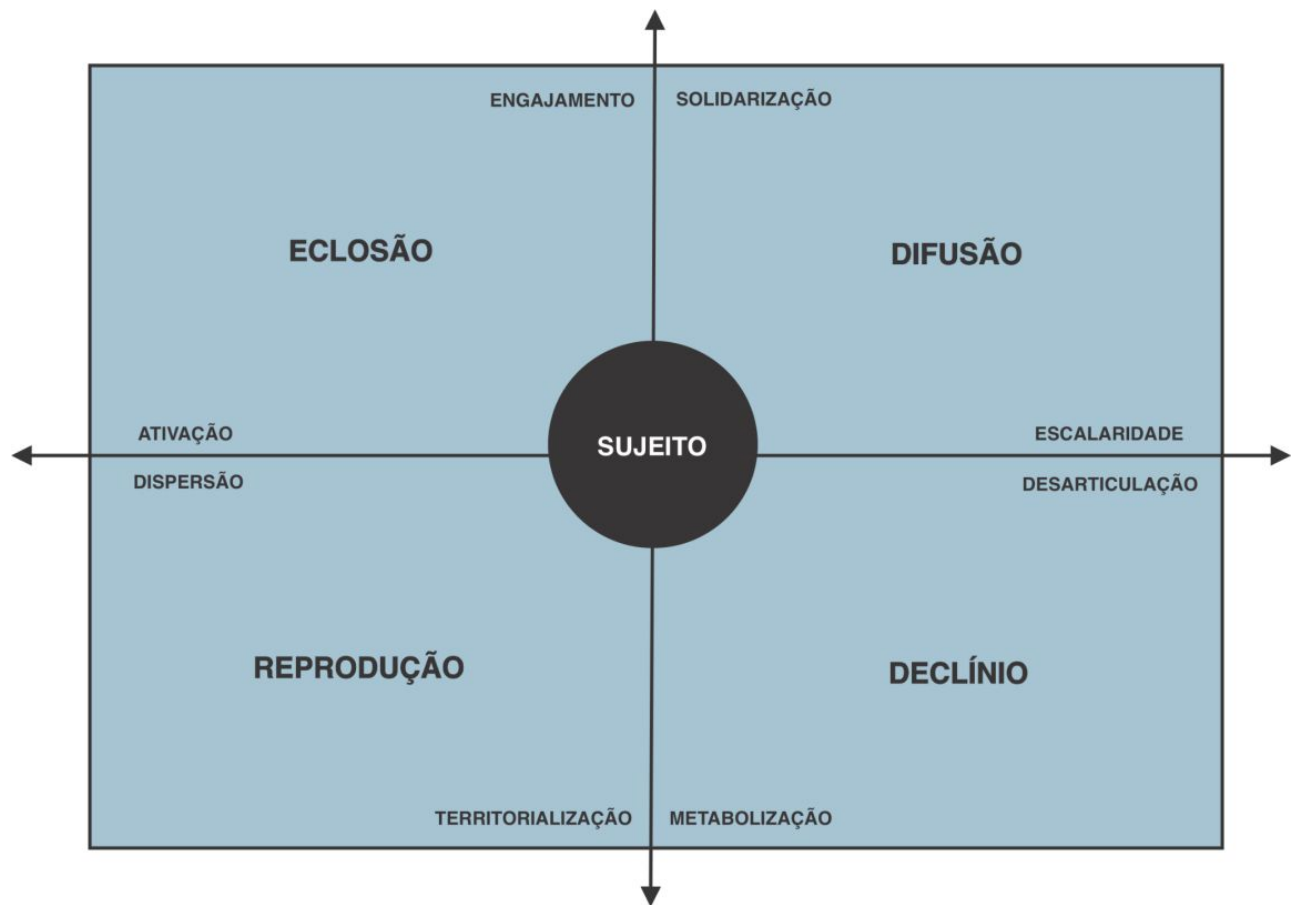 ENGAJAMENTO
SOLIDARIZAÇÃO
ECLOSÃO
DIFUSÃO
ATIVAÇÃO
ESCALARIDADE
SUJEITO
DISPERSÃO
DESARTICULAÇÃO
REPRODUÇÃO
DECLÍNIO
TERRITORIALIZAÇÃO
METABOLIZAÇÃO